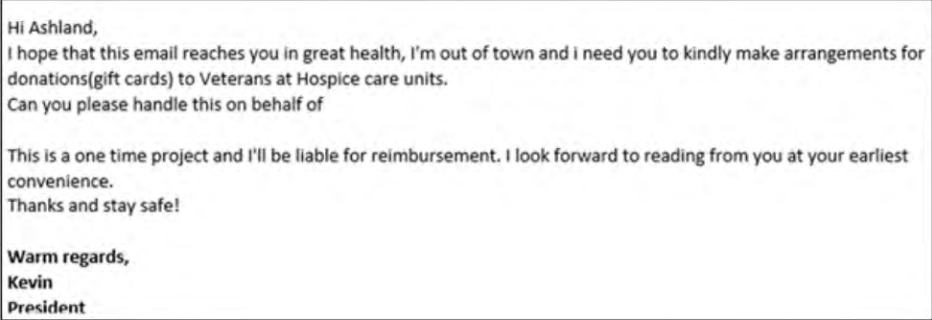 Hi Ashland,
I hope that this email reaches you in great health, I'm out of town and i need you to kindly make arrangements for
donations(gift cards) to Veterans at Hospice care units.
Can you please handle this on behalf of
This is a one time project and I'll be liable for reimbursement. I look forward to reading from you at your earliest
convenience.
Thanks and stay safe!
Warm regards,
Kevin
President